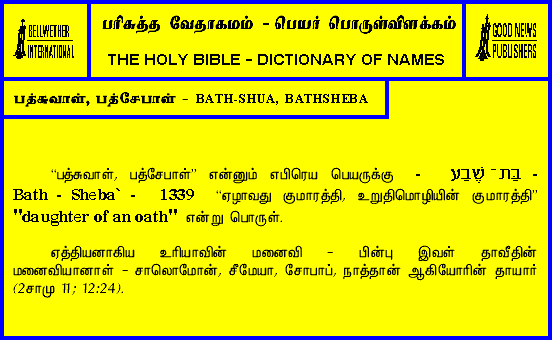 BELLWETHER
INTERNATIONAL
பரிசுத்த வேதாகமம் - பெயர் பொருள்விளக்கம்
THE HOLY BIBLE - DICTIONARY OF NAMES
GOOD NEWS
PUBLISHERS
பத்சுவாள், பத்சேபாள் - BATH-SHUA, BATHSHEBA
“பத்சுவாள், பத்சேபாள்” என்னும் எபிரெய பெயருக்கு - בַּת־שֶׁבַע -
Bath - Sheba` - 1339 “ஏழாவது குமாரத்தி, உறுதிமொழியின் குமாரத்தி”
"daughter of an oath" என்று பொருள்.
ஏத்தியனாகிய உரியாவின் மனைவி - பின்பு இவள் தாவீதின்
மனைவியானாள் - சாலொமோன், சீமேயா, சோபாப், நாத்தான் ஆகியோரின் தாயார்
(2சாமு 11; 12:24).